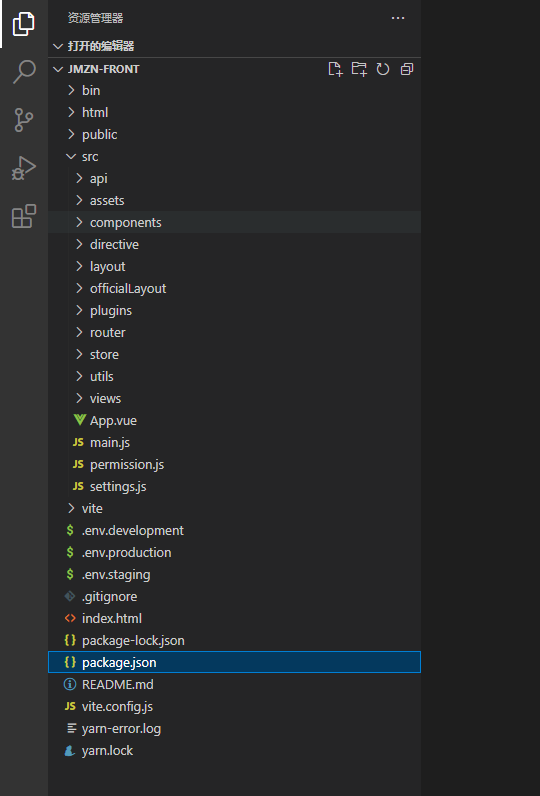 资源管理器
打开的编辑器
JMZN-FRONT
bin
html
public
src
api
assets
components
directive
layout
officialLayout
plugins
router
store
utils
views
App.vue
JS main.js
JS permission.js
JS settings.js
vite
$ .env.development
$ .env.production
$ .env.staging
.gitignore
<> index.html
{} package-lock.json
{} package.json
README.md
JS vite.config.js
yarn-error.log
yarn.lock